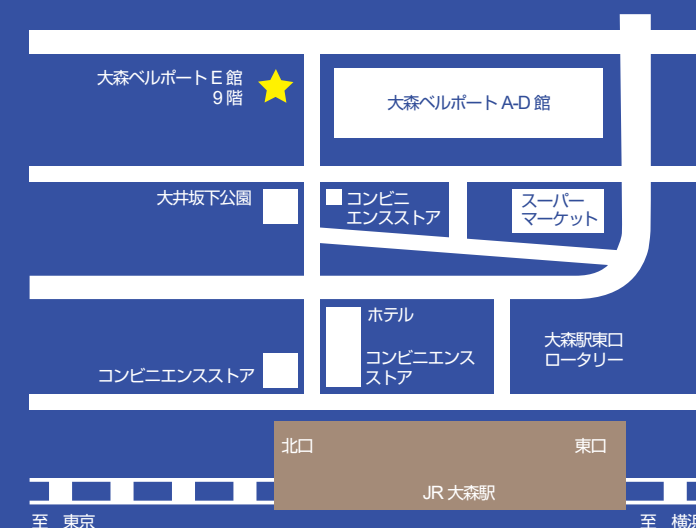 大森ベルポート E 館
9 階
大森ベルポート A-D 館
大井坂下公園
コンビニ
エンスストア
スーパー
マーケット
ホテル
コンビニエンス
ストア
大森駅東口
ロータリー
コンビニエンスストア
北口
東口
JR 大森駅
至 東京
至 横浜